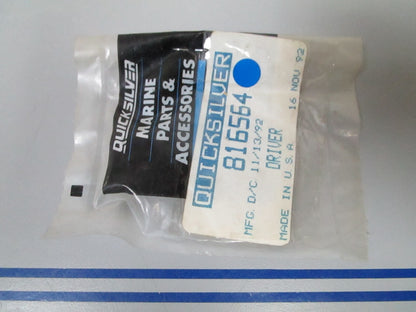 QUICKSILVER
MARINE
PARTS &
ACCESSORIES
QUICKSILVER
816564
MFG. D/C 11/13/92
DRIVER
MADE IN U.S.A. 16 NOV 92